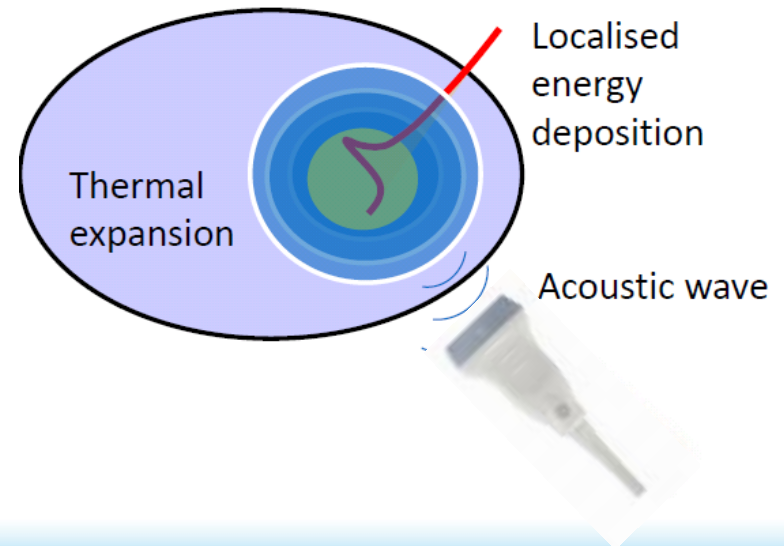 Localised
energy
deposition
Thermal
expansion
Acoustic wave